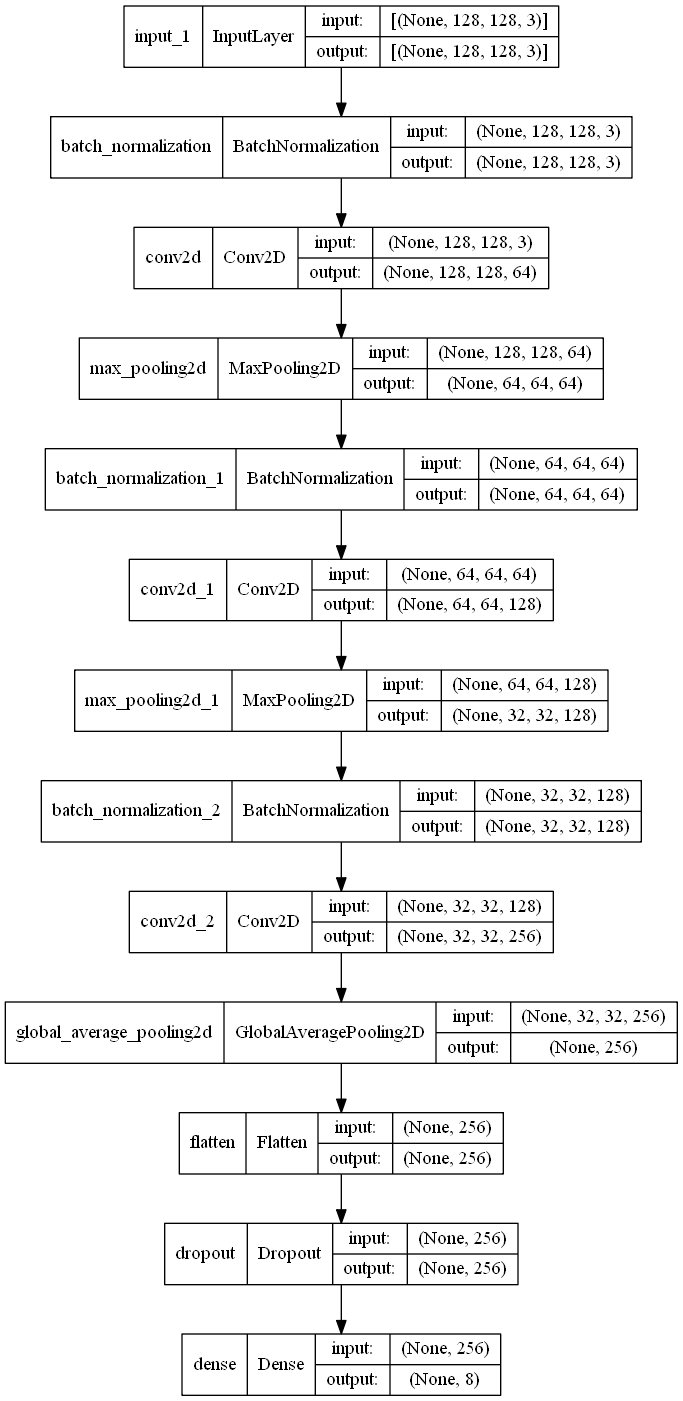 input_1 InputLayer input: [(None, 128, 128, 3)]
output: [(None, 128, 128, 3)]
batch_normalization BatchNormalization input: (None, 128, 128, 3)
output: (None, 128, 128, 3)
conv2d Conv2D input: (None, 128, 128, 3)
output: (None, 128, 128, 64)
max_pooling2d MaxPooling2D input: (None, 128, 128, 64)
output: (None, 64, 64, 64)
batch_normalization_1 BatchNormalization input: (None, 64, 64, 64)
output: (None, 64, 64, 64)
conv2d_1 Conv2D input: (None, 64, 64, 64)
output: (None, 64, 64, 128)
max_pooling2d_1 MaxPooling2D input: (None, 64, 64, 128)
output: (None, 32, 32, 128)
batch_normalization_2 BatchNormalization input: (None, 32, 32, 128)
output: (None, 32, 32, 128)
conv2d_2 Conv2D input: (None, 32, 32, 128)
output: (None, 32, 32, 256)
global_average_pooling2d GlobalAveragePooling2D input: (None, 32, 32, 256)
output: (None, 256)
flatten Flatten input: (None, 256)
output: (None, 256)
dropout Dropout input: (None, 256)
output: (None, 256)
dense Dense input: (None, 256)
output: (None, 8)